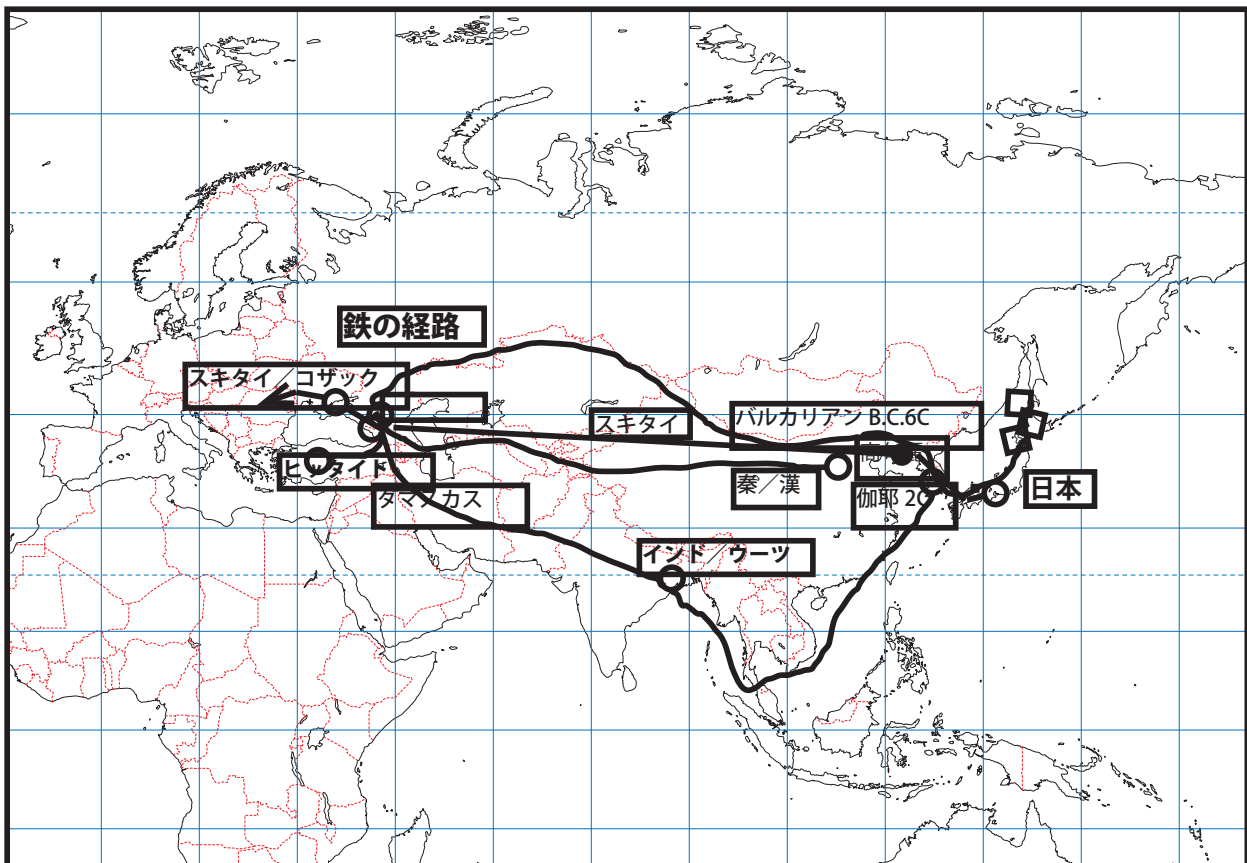 鉄の経路
スキタイ／コザック
スキタイ
バルカリアン B.C.6C
ヒッタイド
秦／漢
伽耶 2C
日本
タマスカス
インド／ウーツ